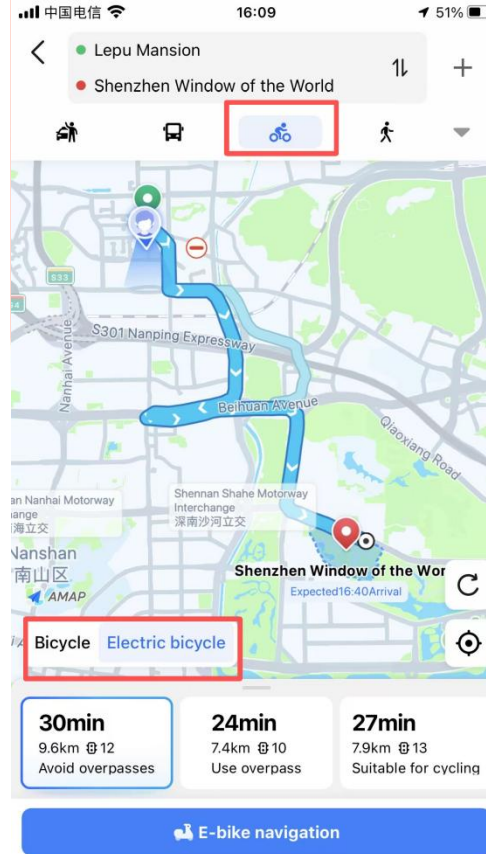 中国电信
16:09
51%
Lepu Mansion
Shenzhen Window of the World
S33
S301 Nanping Expressway
Nanhai Avenue
Beihuan Avenue
Qiaoxiang Road
an Nanhai Motorway
ange
海立交
Shennan Shahe Motorway
Interchange
深南沙河立交
Nanshan
南山区
AMAP
Shenzhen Window of the Wor
Expected16:40Arrival
Bicycle
Electric bicycle
30min
9.6km 12
Avoid overpasses
24min
7.4km 10
Use overpass
27min
7.9km 13
Suitable for cycling
E-bike navigation